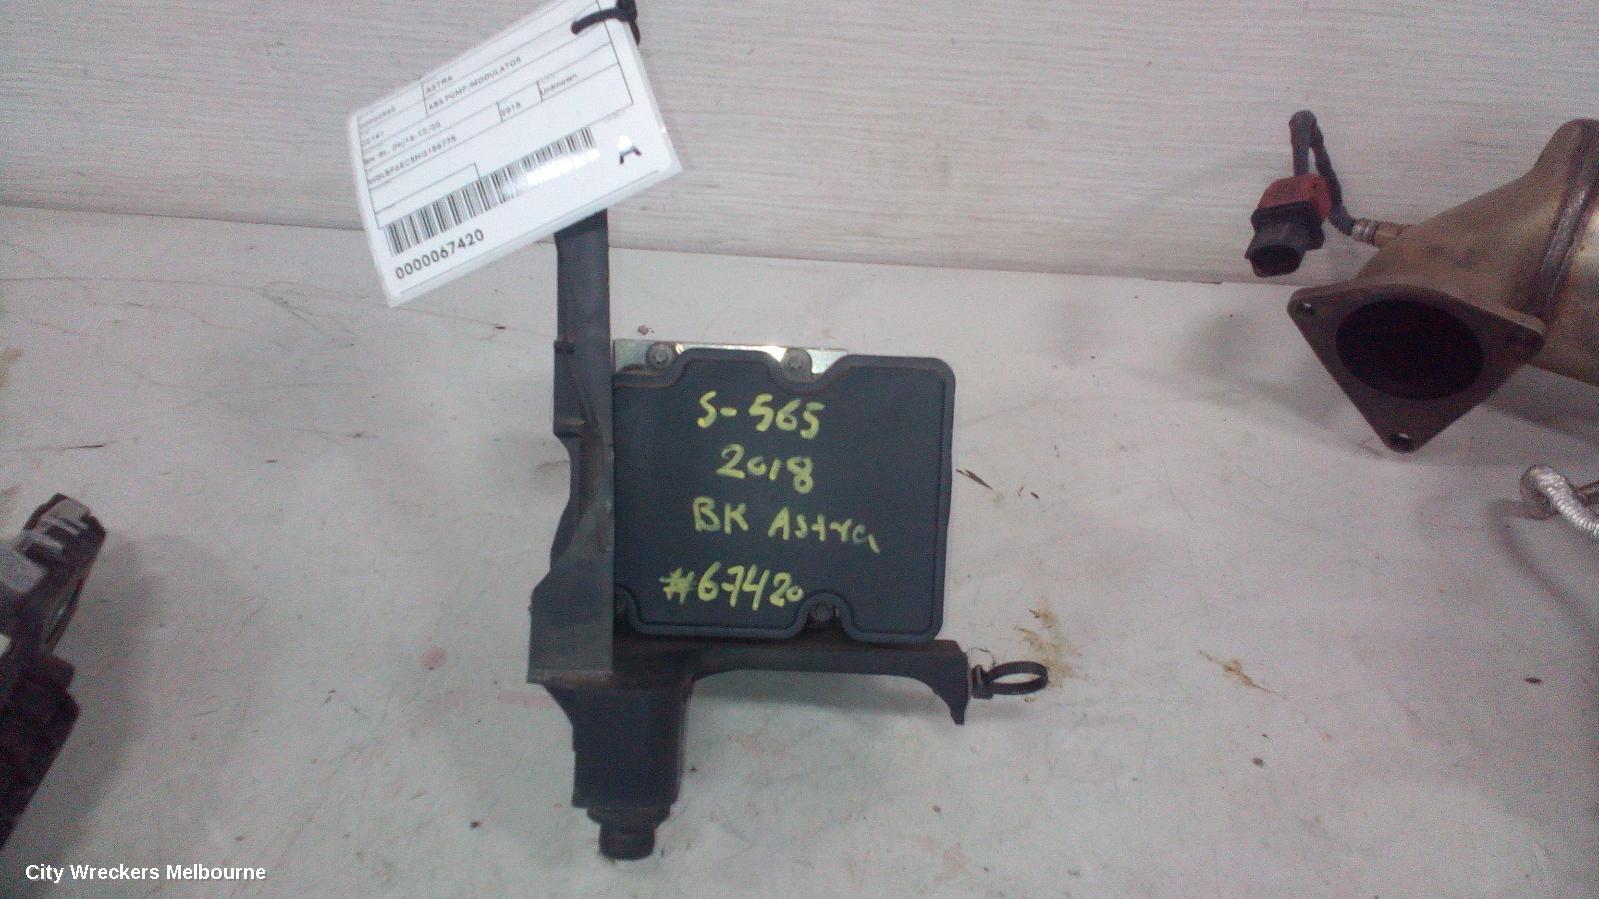 ASTRA
ABS PUMP/MODULATOR
2018
Unknown
A
0000067420
S-565
2018
BK Astra
#67420
City Wreckers Melbourne